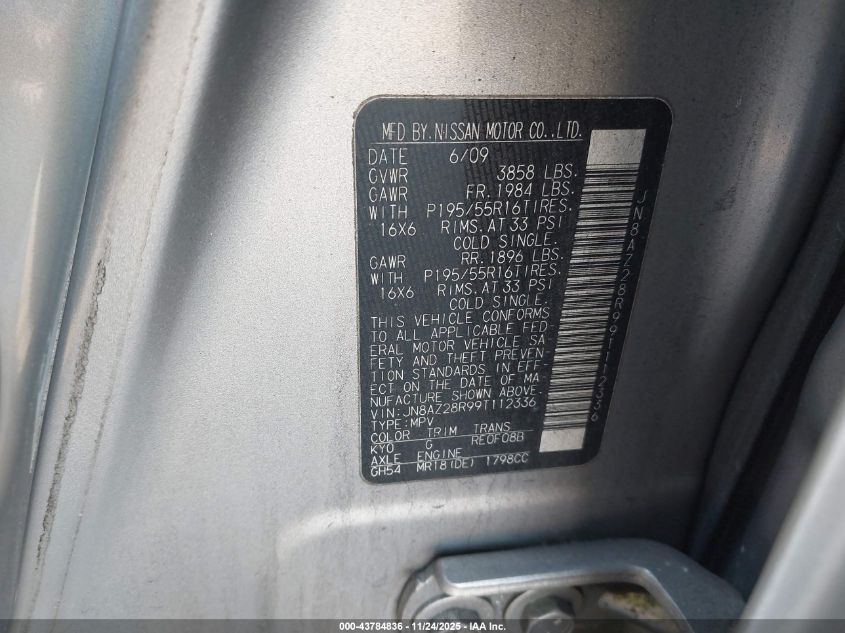 MFD BY. NISSAN MOTOR CO., LTD.
DATE 6/09
GVWR 3858 LBS.
GAWR FR. 1984 LBS.
WITH P195/55R16TIRES.
16X6 RIMS. AT 33 PSI
COLD SINGLE.
GAWR RR. 1896 LBS.
WITH P195/55R16TIRES.
16X6 RIMS. AT 33 PSI
COLD SINGLE.
THIS VEHICLE CONFORMS
TO ALL APPLICABLE FED-
ERAL MOTOR VEHICLE SA-
FETY AND THEFT PREVEN-
TION STANDARDS IN EFF-
ECT ON THE DATE OF MA-
NUFACTURE SHOWN ABOVE.
VIN: JN8AZ28R99T112336
TYPE: MPV
COLOR TRIM TRANS
KY0 G RE0F08B
AXLE ENGINE
GH54 MR18 (DE) 1798CC
JN8AZ28R99T112336
000-43784836 - 11/24/2025 - IAA Inc.